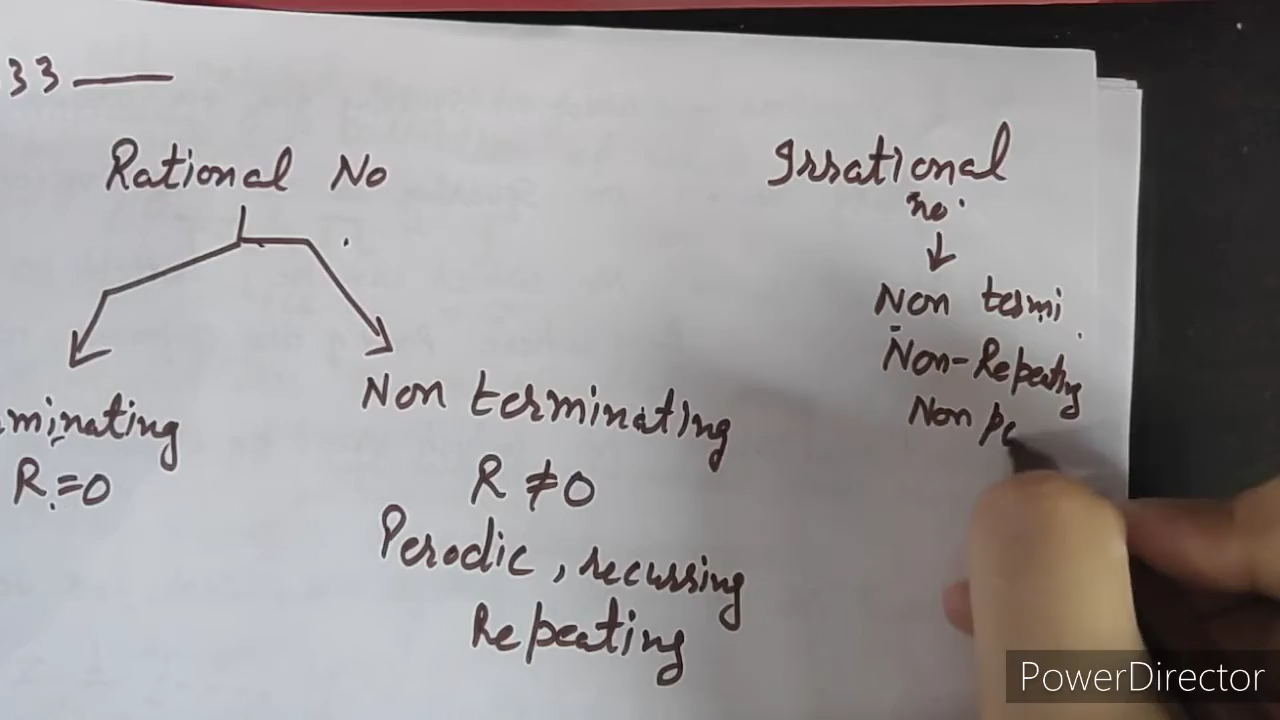 33
Rational No
Irrational
no.
Non termi
Non-Repeating
Non pe
minating
R=0
Non terminating
R ≠ 0
Perodic, recurring
Repeating
PowerDirector